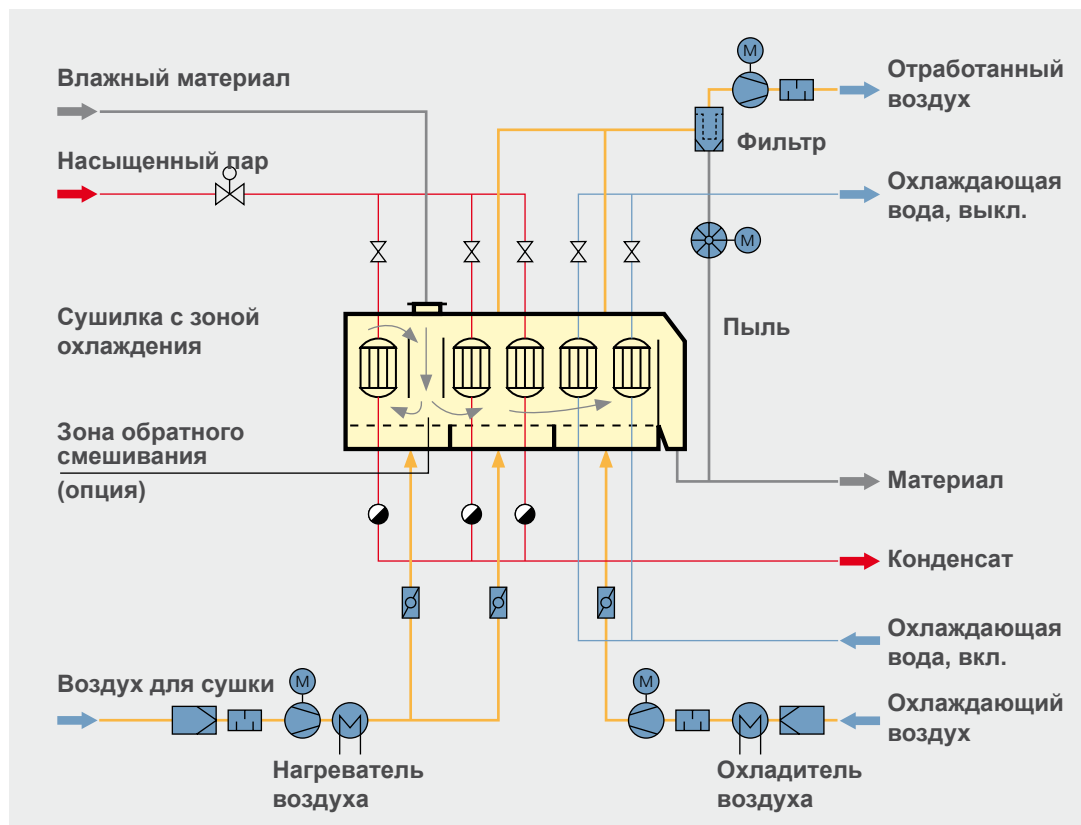 M
Влажный материал
Отработанный
воздух
Фильтр
Насыщенный пар
Охлаждающая
вода, выкл.
M
Сушилка с зоной
охлаждения
Пыль
Зона обратного
смешивания
(опция)
Материал
Конденсат
Охлаждающая
вода, вкл.
Воздух для сушки
M
M
Охлаждающий
воздух
Нагреватель
воздуха
Охладитель
воздуха